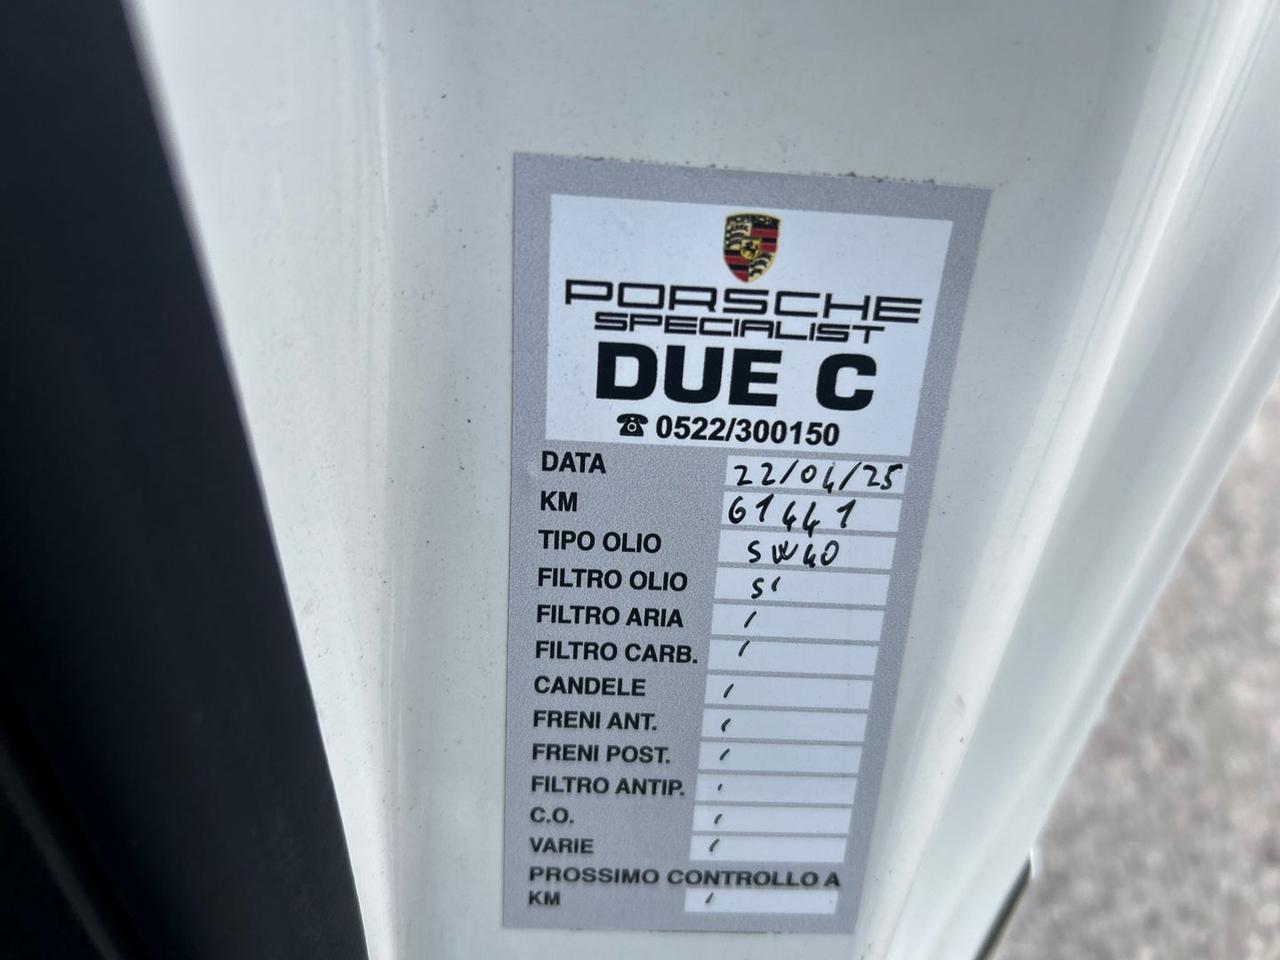 PORSCHE
SPECIALIST
DUE C
☎ 0522/300150
DATA 22/04/25
KM 61441
TIPO OLIO 5W40
FILTRO OLIO SI
FILTRO ARIA /
FILTRO CARB. /
CANDELE /
FRENI ANT. /
FRENI POST. /
FILTRO ANTIP. /
C.O. /
VARIE /
PROSSIMO CONTROLLO A
KM /